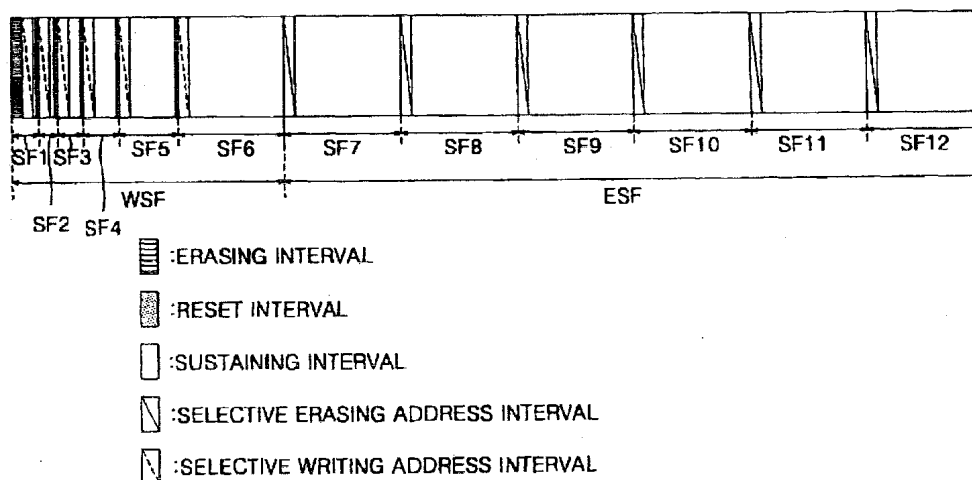 SF1 SF3 SF5 SF6 SF7 SF8 SF9 SF10 SF11 SF12
WSF ESF
SF2 SF4
:ERASING INTERVAL
:RESET INTERVAL
:SUSTAINING INTERVAL
:SELECTIVE ERASING ADDRESS INTERVAL
:SELECTIVE WRITING ADDRESS INTERVAL